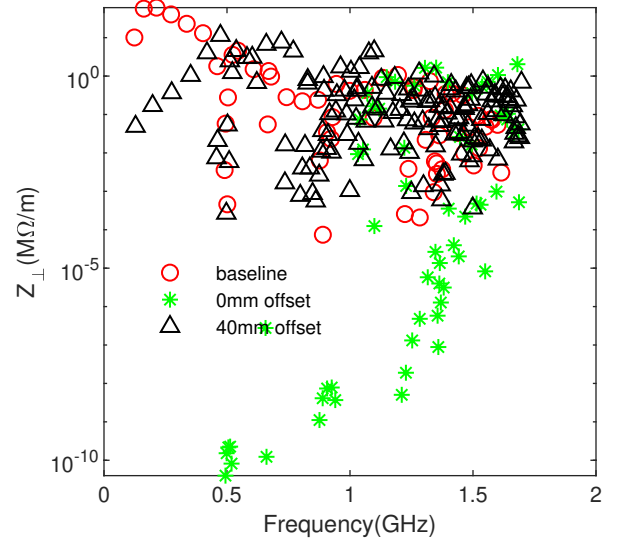 Z⊥ (MΩ/m)
10^0
10^-5
10^-10
baseline
0mm offset
40mm offset
0 0.5 1 1.5 2
Frequency(GHz)